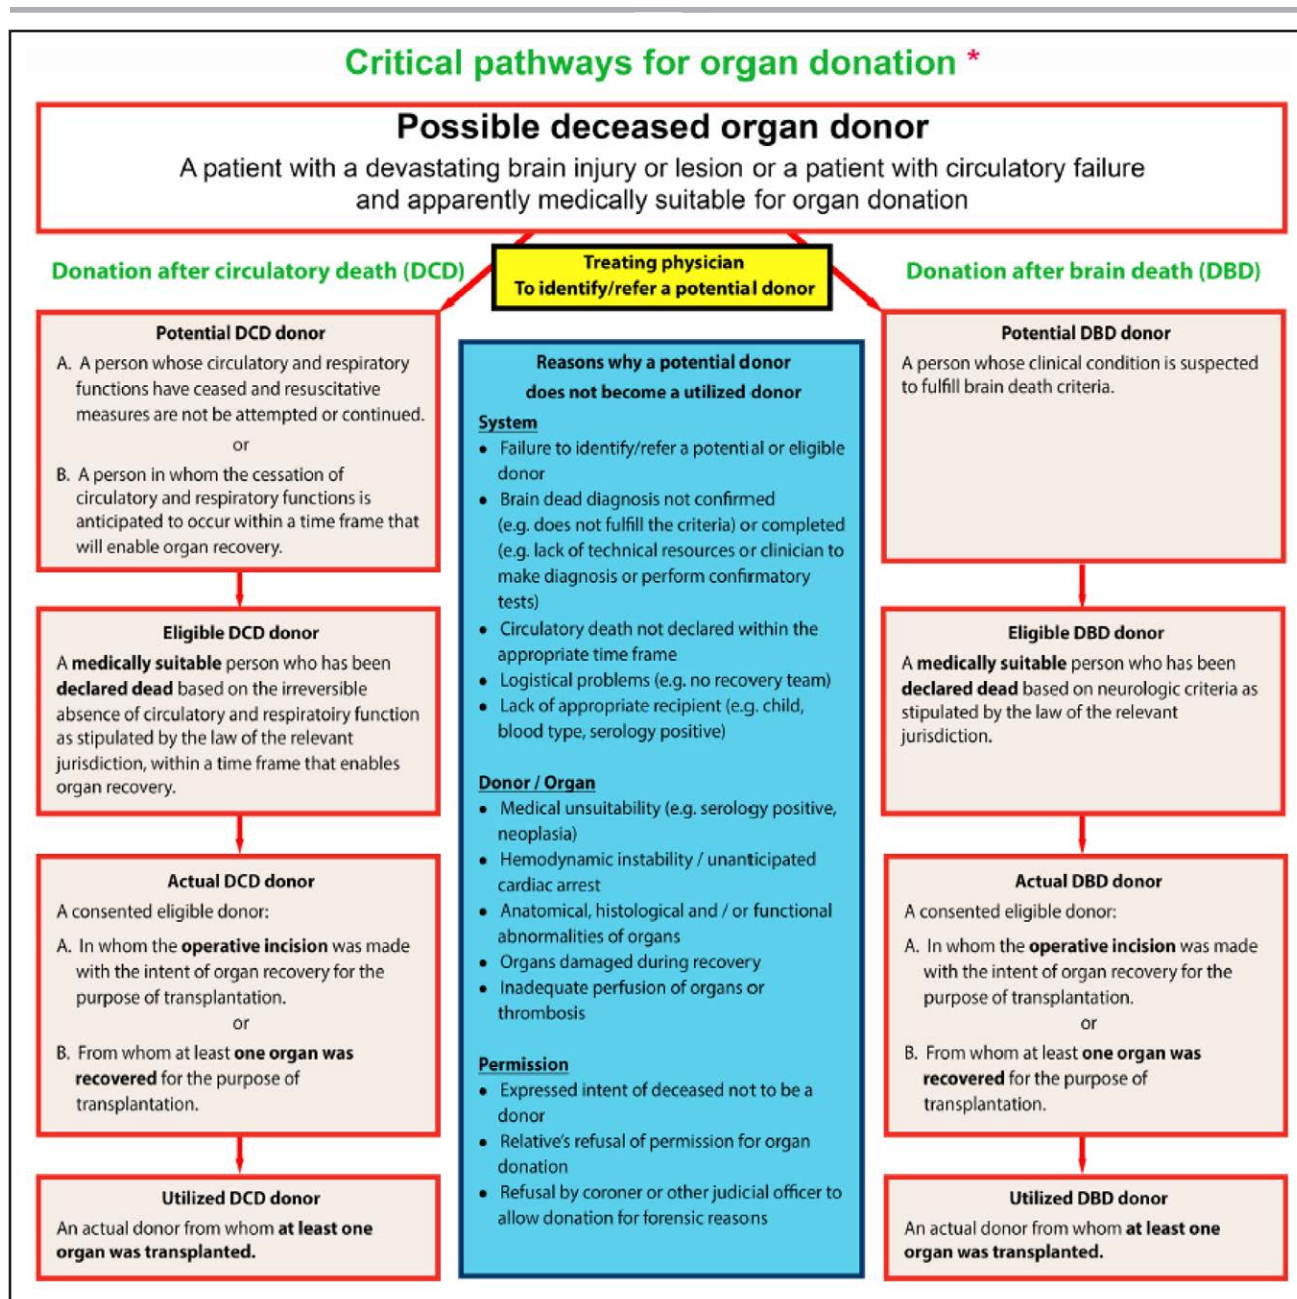 Critical pathways for organ donation *
Possible deceased organ donor
A patient with a devastating brain injury or lesion or a patient with circulatory failure
and apparently medically suitable for organ donation
Treating physician
To identify/refer a potential donor
Donation after circulatory death (DCD)
Potential DCD donor
A. A person whose circulatory and respiratory
functions have ceased and resuscitative
measures are not be attempted or continued.
or
B. A person in whom the cessation of
circulatory and respiratory functions is
anticipated to occur within a time frame that
will enable organ recovery.
Eligible DCD donor
A medically suitable person who has been
declared dead based on the irreversible
absence of circulatory and respiratoiry function
as stipulated by the law of the relevant
jurisdiction, within a time frame that enables
organ recovery.
Actual DCD donor
A consented eligible donor:
A. In whom the operative incision was made
with the intent of organ recovery for the
purpose of transplantation.
or
B. From whom at least one organ was
recovered for the purpose of
transplantation.
Utilized DCD donor
An actual donor from whom at least one
organ was transplanted.
Reasons why a potential donor
does not become a utilized donor
System
• Failure to identify/refer a potential or eligible
donor
• Brain dead diagnosis not confirmed
(e.g. does not fulfill the criteria) or completed
(e.g. lack of technical resources or clinician to
make diagnosis or perform confirmatory
tests)
• Circulatory death not declared within the
appropriate time frame
• Logistical problems (e.g. no recovery team)
• Lack of appropriate recipient (e.g. child,
blood type, serology positive)
Donor / Organ
• Medical unsuitability (e.g. serology positive,
neoplasia)
• Hemodynamic instability / unanticipated
cardiac arrest
• Anatomical, histological and / or functional
abnormalities of organs
• Organs damaged during recovery
• Inadequate perfusion of organs or
thrombosis
Permission
• Expressed intent of deceased not to be a
donor
• Relative's refusal of permission for organ
donation
• Refusal by coroner or other judicial officer to
allow donation for forensic reasons
Donation after brain death (DBD)
Potential DBD donor
A person whose clinical condition is suspected
to fulfill brain death criteria.
Eligible DBD donor
A medically suitable person who has been
declared dead based on neurologic criteria as
stipulated by the law of the relevant
jurisdiction.
Actual DBD donor
A consented eligible donor:
A. In whom the operative incision was made
with the intent of organ recovery for the
purpose of transplantation.
or
B. From whom at least one organ was
recovered for the purpose of
transplantation.
Utilized DBD donor
An actual donor from whom at least one
organ was transplanted.